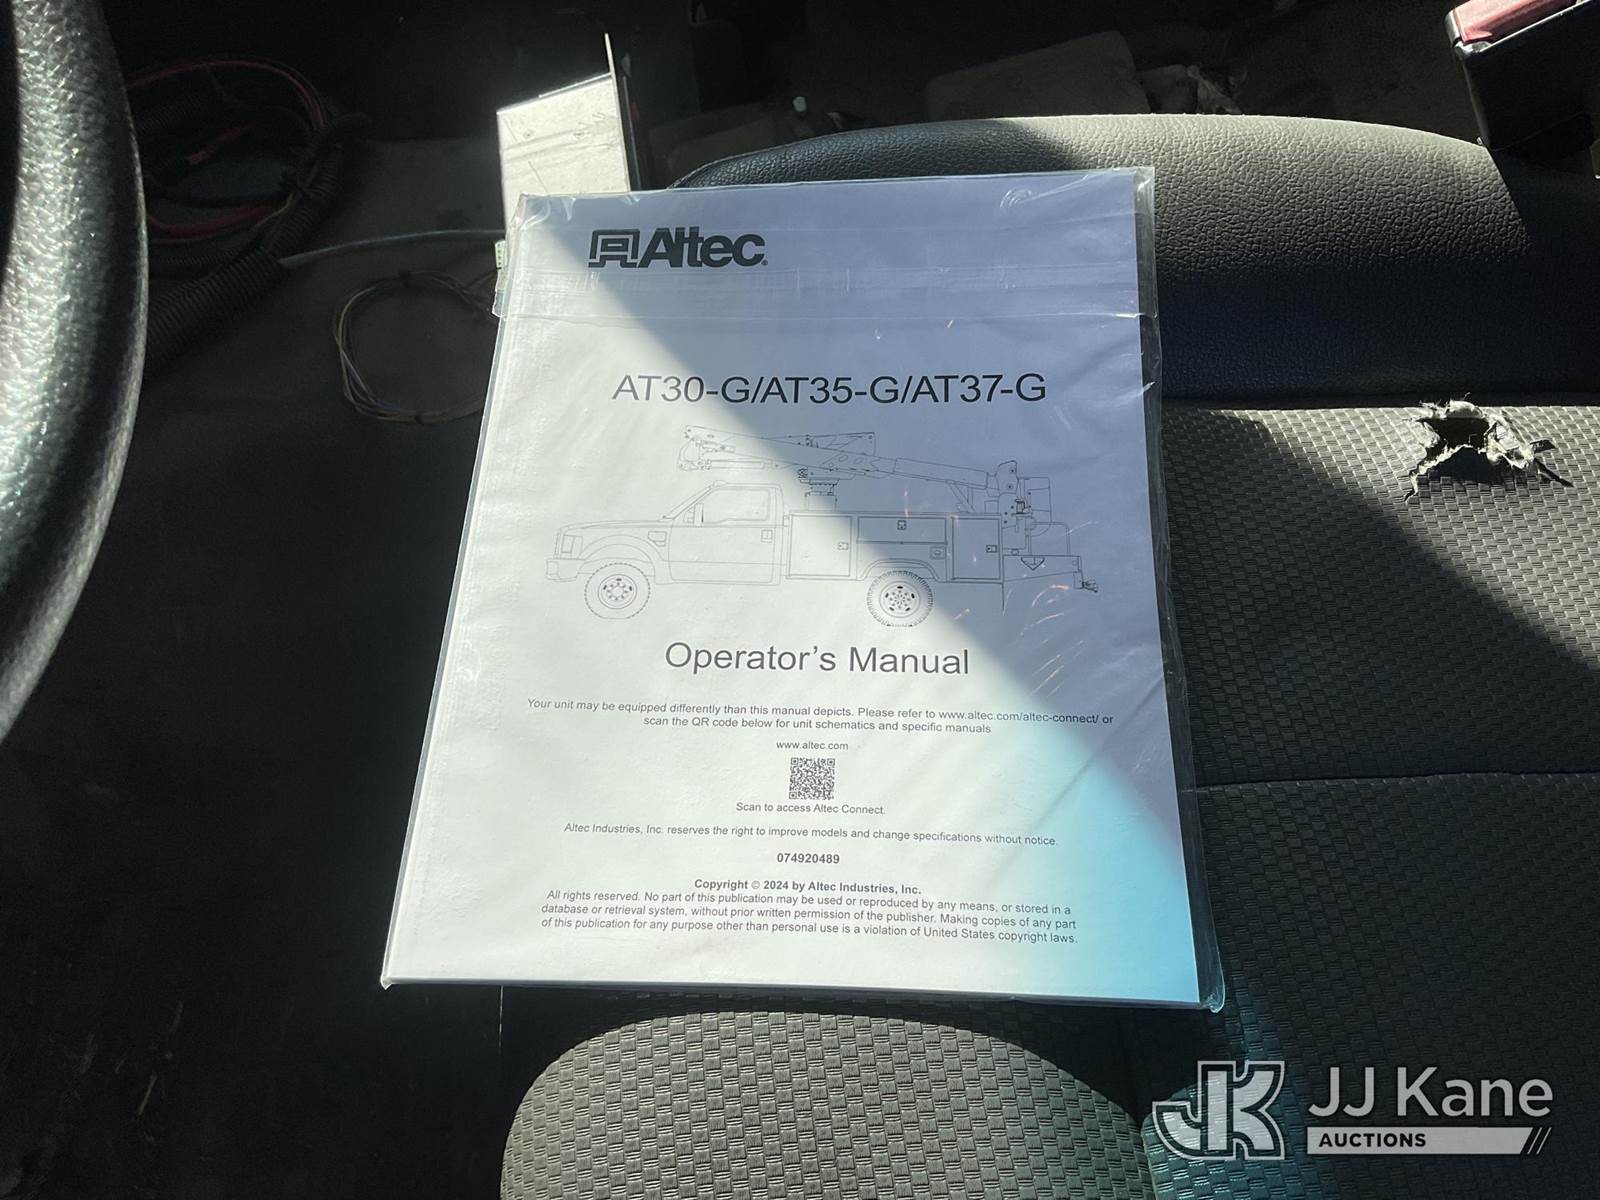 Altec
AT30-G/AT35-G/AT37-G
Operator's Manual
Your unit may be equipped differently than this manual depicts. Please refer to www.altec.com/altec-connect/ or
scan the QR code below for unit schematics and specific manuals
www.altec.com
Scan to access Altec Connect.
Altec Industries, Inc. reserves the right to improve models and change specifications without notice.
074920489
Copyright © 2024 by Altec Industries, Inc.
All rights reserved. No part of this publication may be used or reproduced by any means, or stored in a
database or retrieval system, without prior written permission of the publisher. Making copies of any part
of this publication for any purpose other than personal use is a violation of United States copyright laws.
JK JJ Kane
AUCTIONS